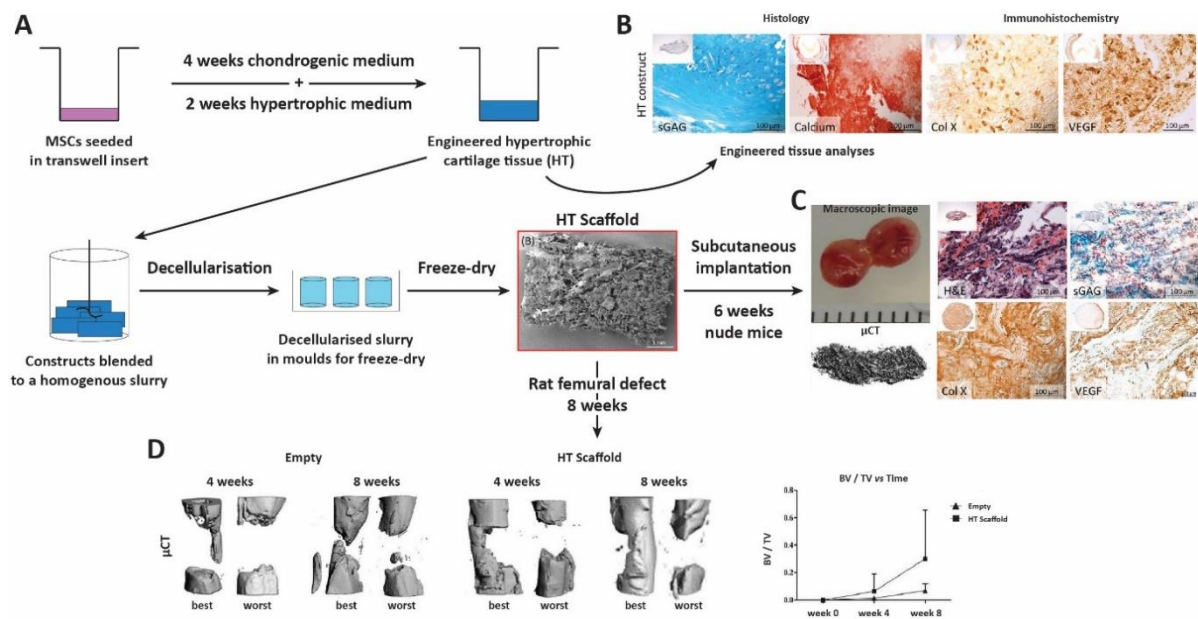 A
4 weeks chondrogenic medium
+
2 weeks hypertrophic medium
MSCs seeded
in transwell insert
Engineered hypertrophic
cartilage tissue (HT)
B
Histology
Immunohistochemistry
HT construct
sGAG
100 µm
Calcium
100 µm
Col X
100 µm
VEGF
100 µm
Engineered tissue analyses
Constructs blended
to a homogenous slurry
Decellularisation
Decellularised slurry
in moulds for freeze-dry
Freeze-dry
HT Scaffold
(B)
Subcutaneous
implantation
6 weeks
nude mice
C
Macroscopic image
µCT
H&E
100 µm
sGAG
100 µm
Col X
100 µm
VEGF
Rat femural defect
8 weeks
D
Empty
HT Scaffold
4 weeks
8 weeks
4 weeks
8 weeks
µCT
best
worst
best
worst
best
worst
best
worst
BV / TV vs TIme
BV / TV
0.8
0.6
0.4
0.2
0.0
Empty
HT Scaffold
week 0
week 4
week 8